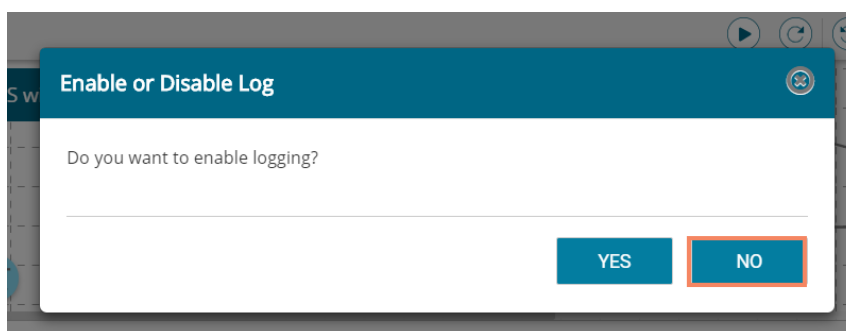 S w
Enable or Disable Log
Do you want to enable logging?
YES
NO